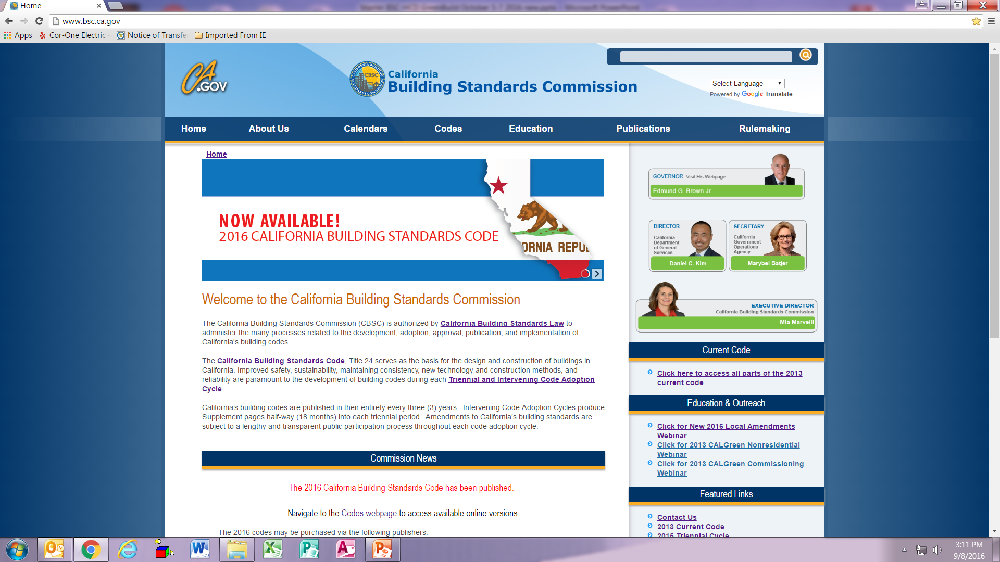 Home
www.bsc.ca.gov
Apps Cor-One Electric Notice of Transfe Imported From IE
CA.GOV
CBSC
California
Building Standards Commission
Select Language
Powered by Google Translate
Home About Us Calendars Codes Education Publications Rulemaking
Home
NOW AVAILABLE!
2016 CALIFORNIA BUILDING STANDARDS CODE
ORNIA REPU
Welcome to the California Building Standards Commission
The California Building Standards Commission (CBSC) is authorized by California Building Standards Law to
administer the many processes related to the development, adoption, approval, publication, and implementation of
California's building codes.
The California Building Standards Code, Title 24 serves as the basis for the design and construction of buildings in
California. Improved safety, sustainability, maintaining consistency, new technology and construction methods, and
reliability are paramount to the development of building codes during each Triennial and Intervening Code Adoption
Cycle.
California’s building codes are published in their entirety every three (3) years. Intervening Code Adoption Cycles produce
Supplement pages half-way (18 months) into each triennial period. Amendments to California’s building standards are
subject to a lengthy and transparent public participation process throughout each code adoption cycle.
Commission News
The 2016 California Building Standards Code has been published.
Navigate to the Codes webpage to access available online versions.
The 2016 codes may be purchased via the following publishers:
GOVERNOR Visit His Webpage
Edmund G. Brown Jr.
DIRECTOR
California
Department
of General
Services
Daniel C. Kim
SECRETARY
California
Government
Operations
Agency
Marybel Batjer
EXECUTIVE DIRECTOR
California Building Standards Commission
Mia Marvelli
Current Code
Click here to access all parts of the 2013
current code
Education & Outreach
Click for New 2016 Local Amendments
Webinar
Click for 2013 CALGreen Nonresidential
Webinar
Click for 2013 CALGreen Commissioning
Webinar
Featured Links
Contact Us
2013 Current Code
2015 Triennial Cycle
3:11 PM
9/8/2016